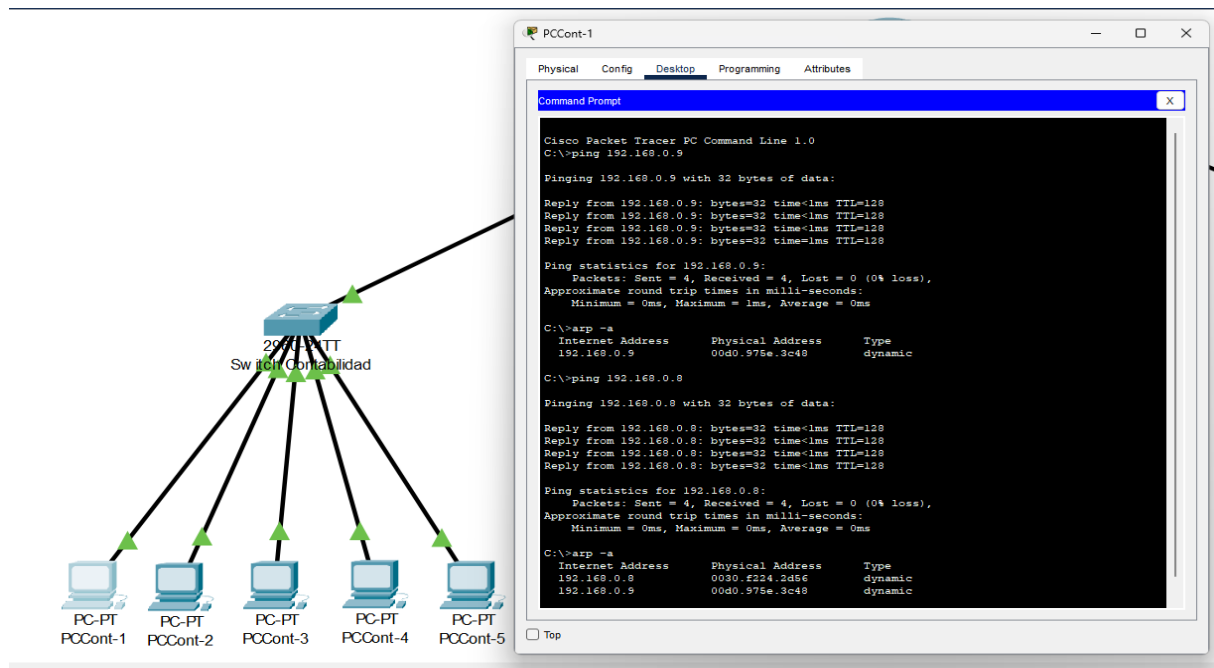 PCCont-1
Physical Config Desktop Programming Attributes
Command Prompt
X
Cisco Packet Tracer PC Command Line 1.0
C:\>ping 192.168.0.9
Pinging 192.168.0.9 with 32 bytes of data:
Reply from 192.168.0.9: bytes=32 time<1ms TTL=128
Reply from 192.168.0.9: bytes=32 time<1ms TTL=128
Reply from 192.168.0.9: bytes=32 time<1ms TTL=128
Reply from 192.168.0.9: bytes=32 time=1ms TTL=128
Ping statistics for 192.168.0.9:
Packets: Sent = 4, Received = 4, Lost = 0 (0% loss),
Approximate round trip times in milli-seconds:
Minimum = 0ms, Maximum = 1ms, Average = 0ms
C:\>arp -a
Internet Address Physical Address Type
192.168.0.9 00d0.975e.3c48 dynamic
C:\>ping 192.168.0.8
Pinging 192.168.0.8 with 32 bytes of data:
Reply from 192.168.0.8: bytes=32 time<1ms TTL=128
Reply from 192.168.0.8: bytes=32 time<1ms TTL=128
Reply from 192.168.0.8: bytes=32 time<1ms TTL=128
Reply from 192.168.0.8: bytes=32 time<1ms TTL=128
Ping statistics for 192.168.0.8:
Packets: Sent = 4, Received = 4, Lost = 0 (0% loss),
Approximate round trip times in milli-seconds:
Minimum = 0ms, Maximum = 0ms, Average = 0ms
C:\>arp -a
Internet Address Physical Address Type
192.168.0.8 0030.f224.2d56 dynamic
192.168.0.9 00d0.975e.3c48 dynamic
Top
2960-24TT
Switch Contabilidad
PC-PT PC-PT PC-PT PC-PT PC-PT
PCCont-1 PCCont-2 PCCont-3 PCCont-4 PCCont-5